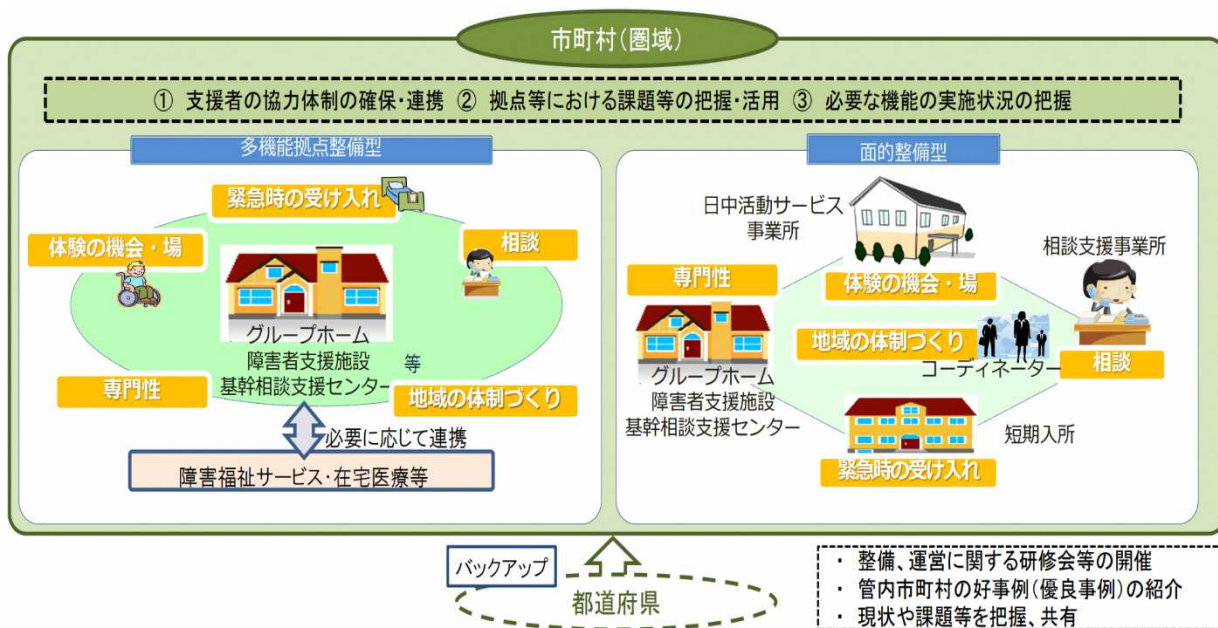 市町村(圏域)
① 支援者の協力体制の確保・連携 ② 拠点等における課題等の把握・活用 ③ 必要な機能の実施状況の把握
多機能拠点整備型
緊急時の受け入れ
体験の機会・場
相談
グループホーム
障害者支援施設
基幹相談支援センター
等
専門性
地域の体制づくり
必要に応じて連携
障害福祉サービス・在宅医療等
面的整備型
日中活動サービス
事業所
相談支援事業所
専門性
体験の機会・場
地域の体制づくり
コーディネーター
相談
グループホーム
障害者支援施設
基幹相談支援センター
短期入所
緊急時の受け入れ
バックアップ
都道府県
・ 整備、運営に関する研修会等の開催
・ 管内市町村の好事例(優良事例)の紹介
・ 現状や課題等を把握、共有